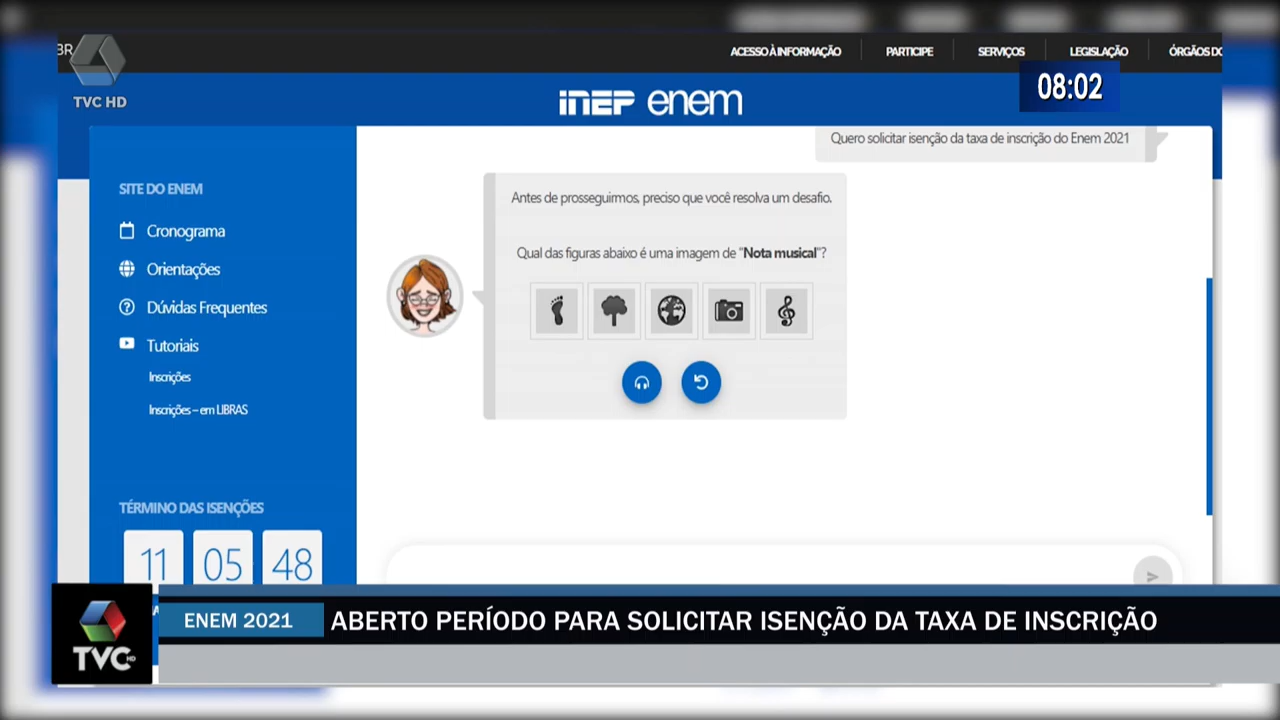 BR
ACESSO À INFORMAÇÃO PARTICIPE SERVIÇOS LEGISLAÇÃO ÓRGÃOS DO
TVC HD
08:02
inep enem
Quero solicitar isenção da taxa de inscrição do Enem 2021
SITE DO ENEM
Cronograma
Orientações
Dúvidas Frequentes
Tutoriais
Inscrições
Inscrições – em LIBRAS
Antes de prosseguirmos, preciso que você resolva um desafio.
Qual das figuras abaixo é uma imagem de "Nota musical"?
TÉRMINO DAS ISENÇÕES
11 05 48
ENEM 2021 ABERTO PERÍODO PARA SOLICITAR ISENÇÃO DA TAXA DE INSCRIÇÃO
TVC HD